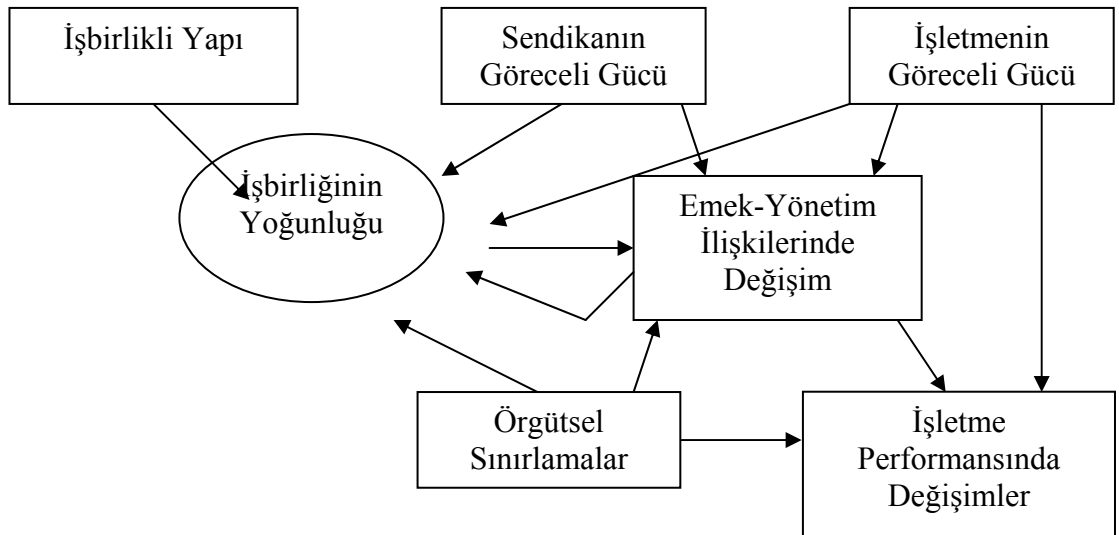 İşbirlikli Yapı
Sendikanın
Göreceli Gücü
İşletmenin
Göreceli Gücü
İşbirliğinin
Yoğunluğu
Emek-Yönetim
İlişkilerinde
Değişim
Örgütsel
Sınırlamalar
İşletme
Performansında
Değişimler